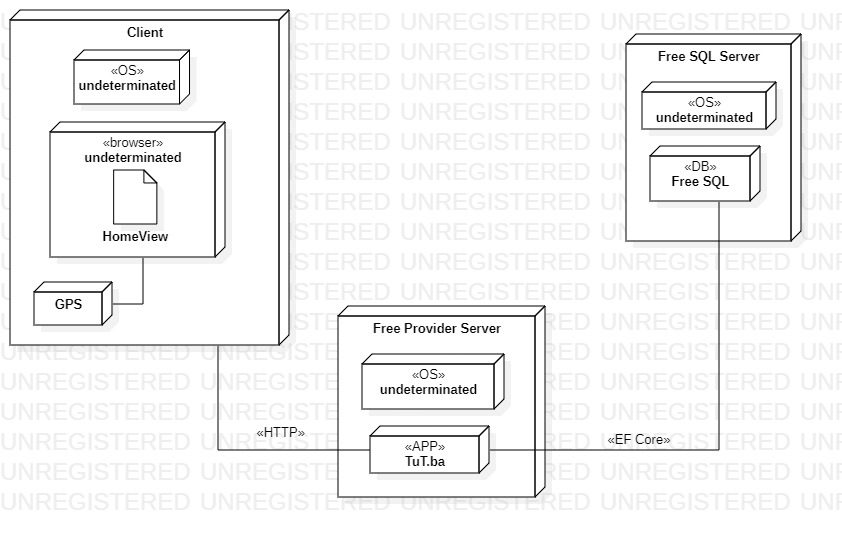 Client
«OS»
undeterminated
«browser»
undeterminated
HomeView
GPS
Free SQL Server
«OS»
undeterminated
«DB»
Free SQL
Free Provider Server
«OS»
undeterminated
«APP»
TuT.ba
«HTTP»
«EF Core»
UNREGISTERED UNREGISTERED UNREGISTERED UNREGISTERED